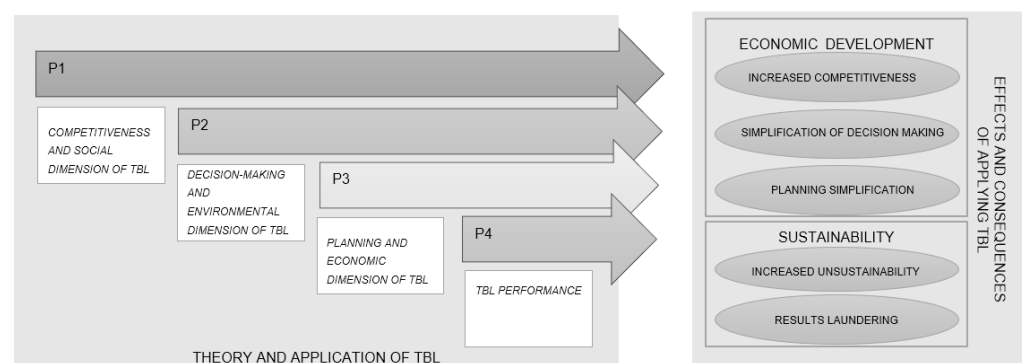 P1
COMPETITIVENESS
AND SOCIAL
DIMENSION OF TBL
P2
DECISION-MAKING
AND
ENVIRONMENTAL
DIMENSION OF TBL
P3
PLANNING AND
ECONOMIC
DIMENSION OF TBL
P4
TBL PERFORMANCE
THEORY AND APPLICATION OF TBL
ECONOMIC DEVELOPMENT
INCREASED COMPETITIVENESS
SIMPLIFICATION OF DECISION MAKING
PLANNING SIMPLIFICATION
SUSTAINABILITY
INCREASED UNSUSTAINABILITY
RESULTS LAUNDERING
EFFECTS AND CONSEQUENCES
OF APPLYING TBL